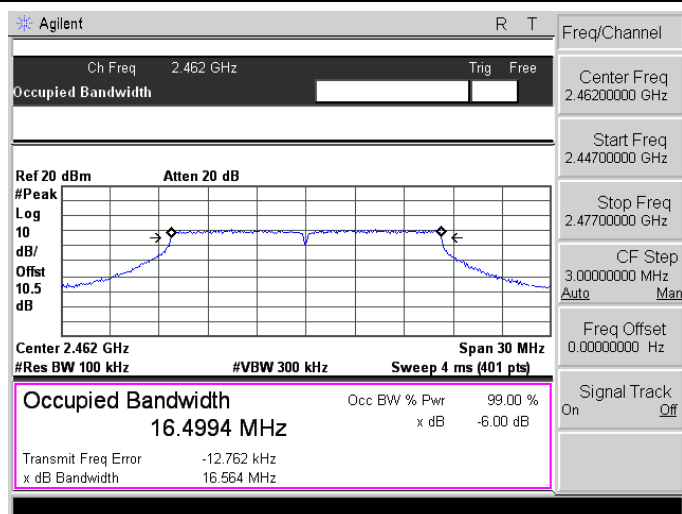 Agilent R T
Ch Freq 2.462 GHz Trig Free
Occupied Bandwidth
Ref 20 dBm Atten 20 dB
#Peak
Log
10
dB/
Offst
10.5
dB
Center 2.462 GHz Span 30 MHz
#Res BW 100 kHz #VBW 300 kHz Sweep 4 ms (401 pts)
Occupied Bandwidth Occ BW % Pwr 99.00 %
16.4994 MHz x dB -6.00 dB
Transmit Freq Error -12.762 kHz
x dB Bandwidth 16.564 MHz
Freq/Channel
Center Freq
2.46200000 GHz
Start Freq
2.44700000 GHz
Stop Freq
2.47700000 GHz
CF Step
3.00000000 MHz
Auto Man
Freq Offset
0.00000000 Hz
Signal Track
On Off